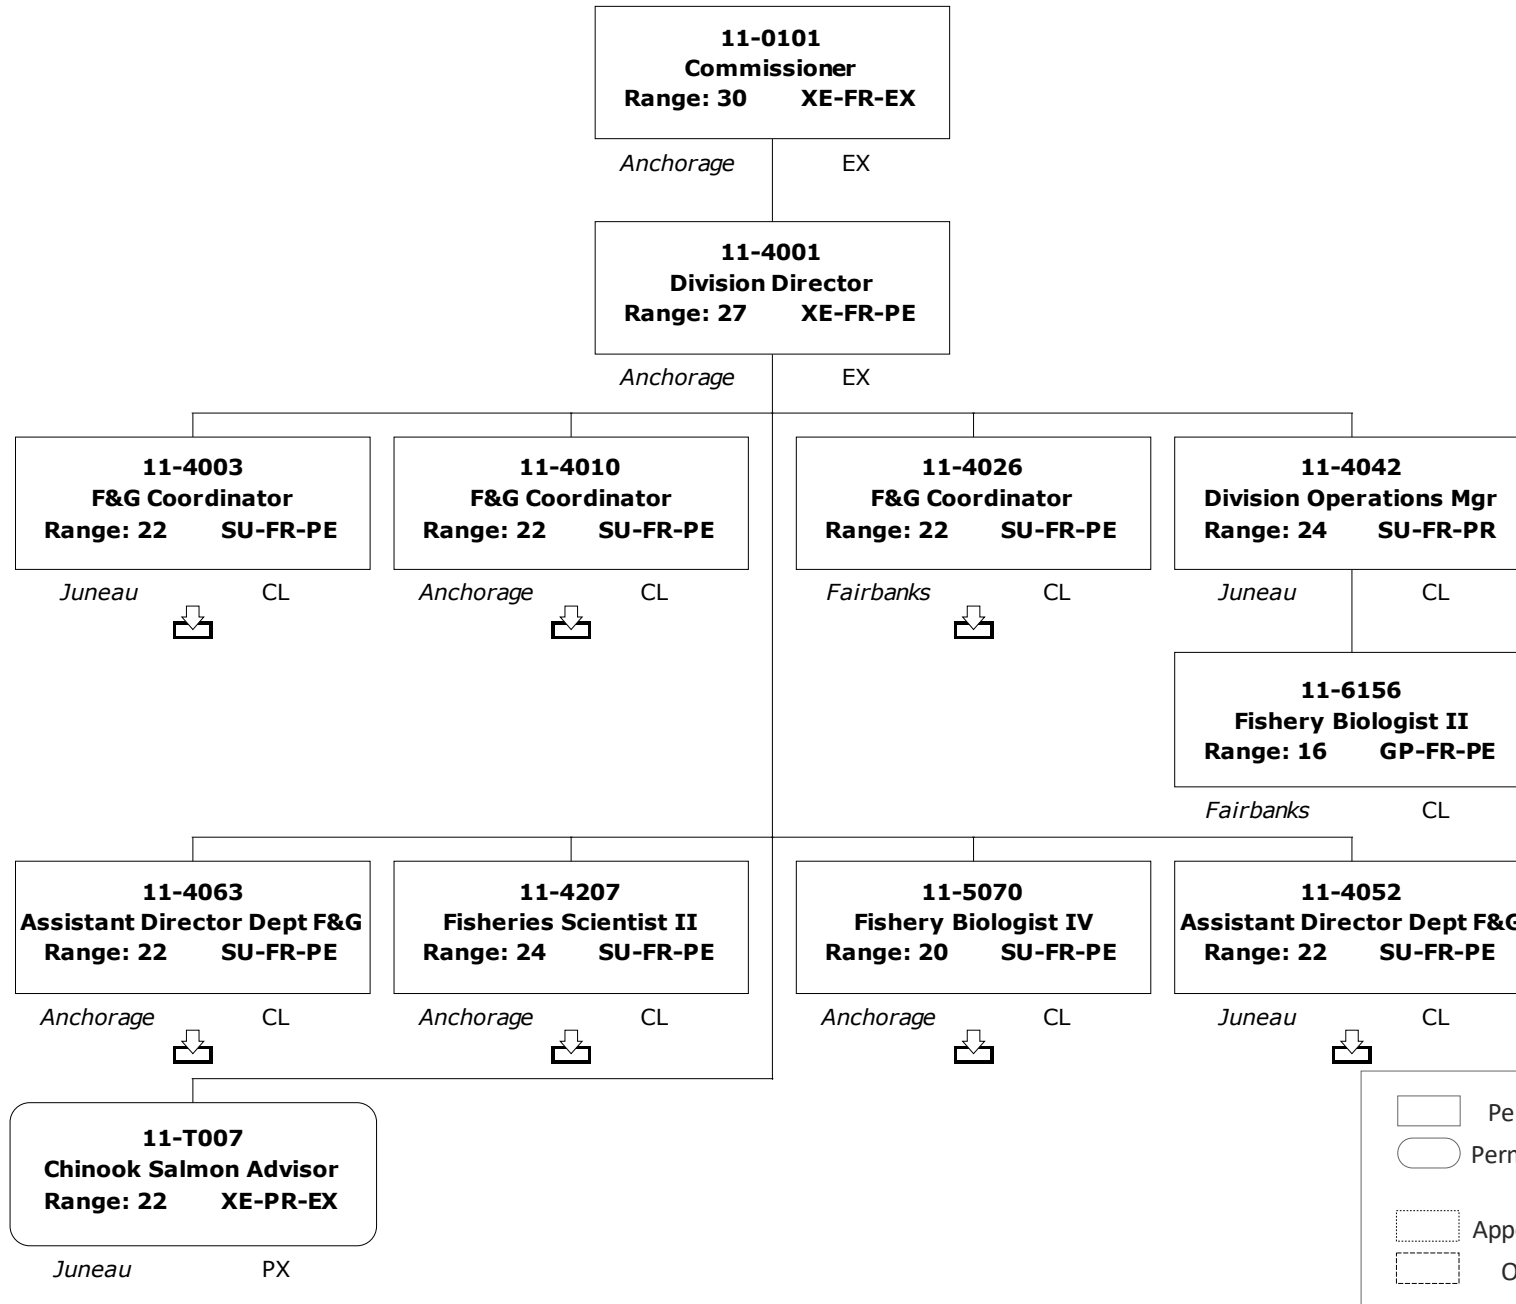 11-0101
Commissioner
Range: 30 XE-FR-EX
Anchorage EX
11-4001
Division Director
Range: 27 XE-FR-PE
Anchorage EX
11-4003
F&G Coordinator
Range: 22 SU-FR-PE
Juneau CL
11-4010
F&G Coordinator
Range: 22 SU-FR-PE
Anchorage CL
11-4026
F&G Coordinator
Range: 22 SU-FR-PE
Fairbanks CL
11-4042
Division Operations Mgr
Range: 24 SU-FR-PR
Juneau CL
11-6156
Fishery Biologist II
Range: 16 GP-FR-PE
Fairbanks CL
11-4063
Assistant Director Dept F&G
Range: 22 SU-FR-PE
Anchorage CL
11-4207
Fisheries Scientist II
Range: 24 SU-FR-PE
Anchorage CL
11-5070
Fishery Biologist IV
Range: 20 SU-FR-PE
Anchorage CL
11-4052
Assistant Director Dept F&G
Range: 22 SU-FR-PE
Juneau CL
11-T007
Chinook Salmon Advisor
Range: 22 XE-PR-EX
Juneau PX